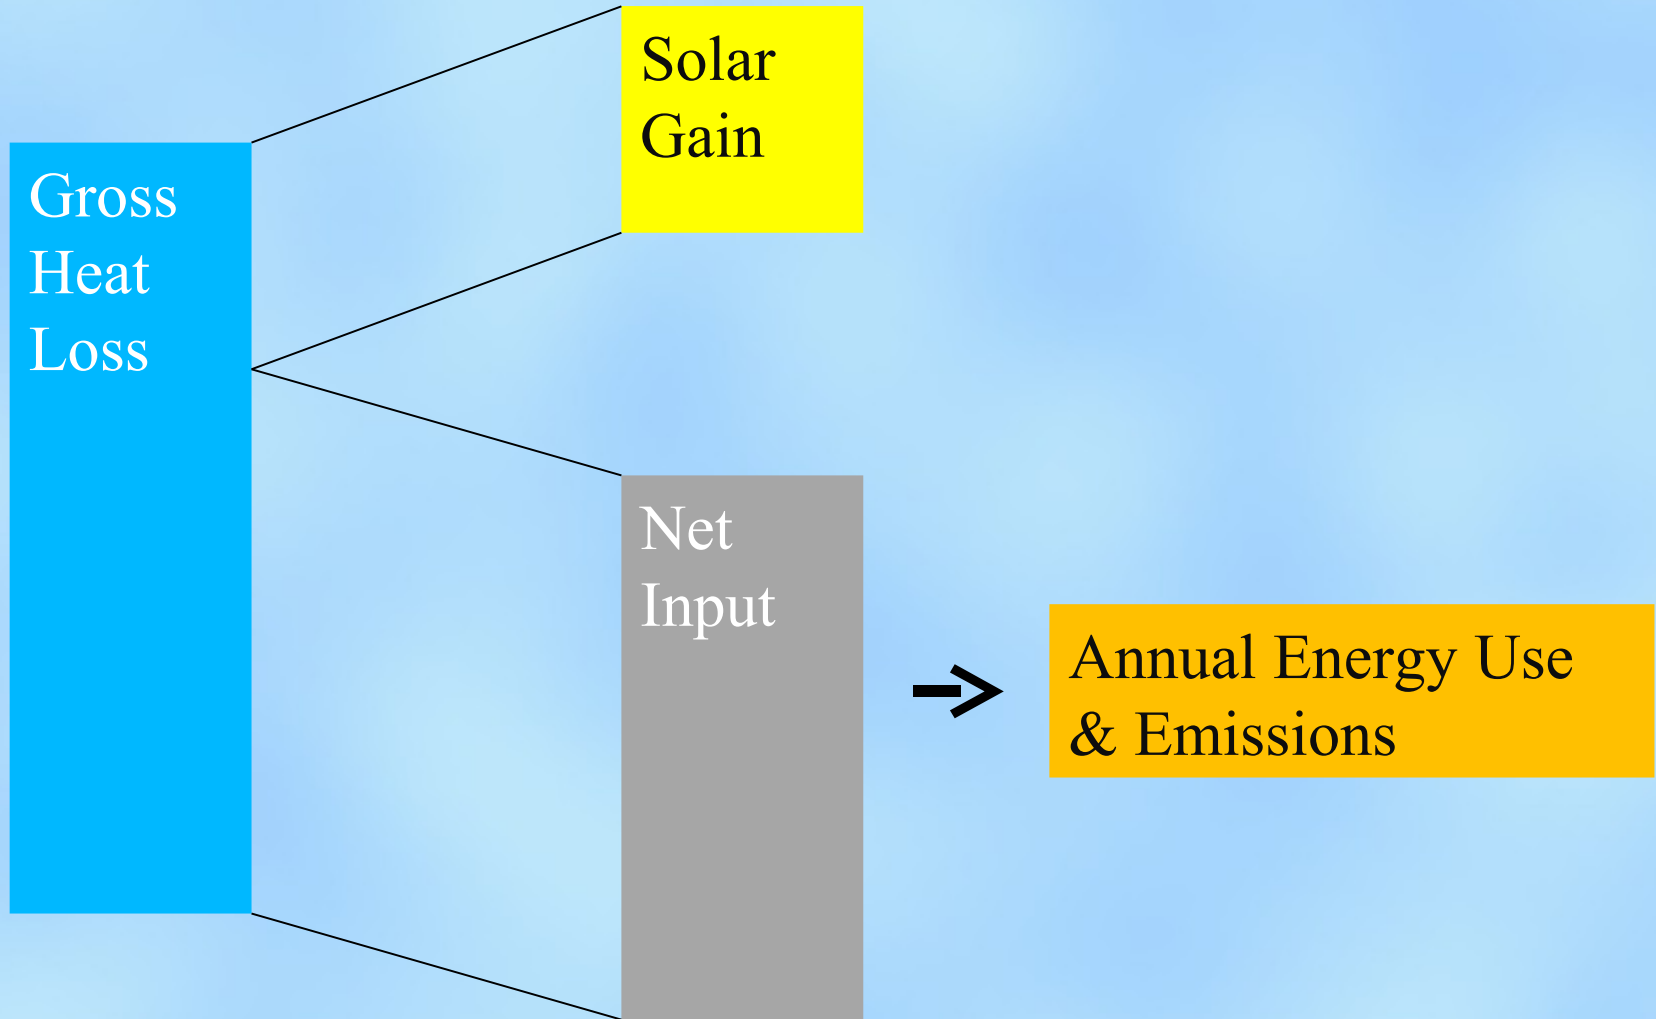 Solar
Gain
Gross
Heat
Loss
Net
Input
Annual Energy Use
& Emissions